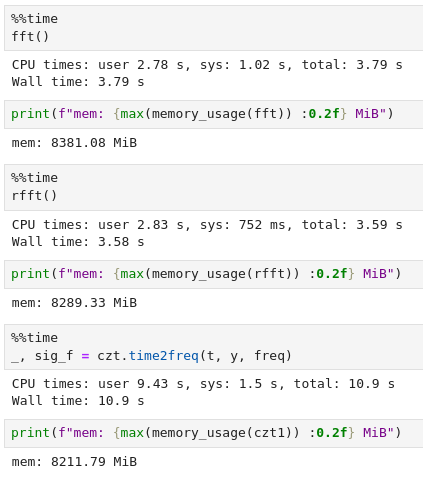 %%time
fft()
CPU times: user 2.78 s, sys: 1.02 s, total: 3.79 s
Wall time: 3.79 s
print(f"mem: {max(memory_usage(fft)) :0.2f} MiB")
mem: 8381.08 MiB
%%time
rfft()
CPU times: user 2.83 s, sys: 752 ms, total: 3.59 s
Wall time: 3.58 s
print(f"mem: {max(memory_usage(rfft)) :0.2f} MiB")
mem: 8289.33 MiB
%%time
_, sig_f = czt.time2freq(t, y, freq)
CPU times: user 9.43 s, sys: 1.5 s, total: 10.9 s
Wall time: 10.9 s
print(f"mem: {max(memory_usage(czt1)) :0.2f} MiB")
mem: 8211.79 MiB